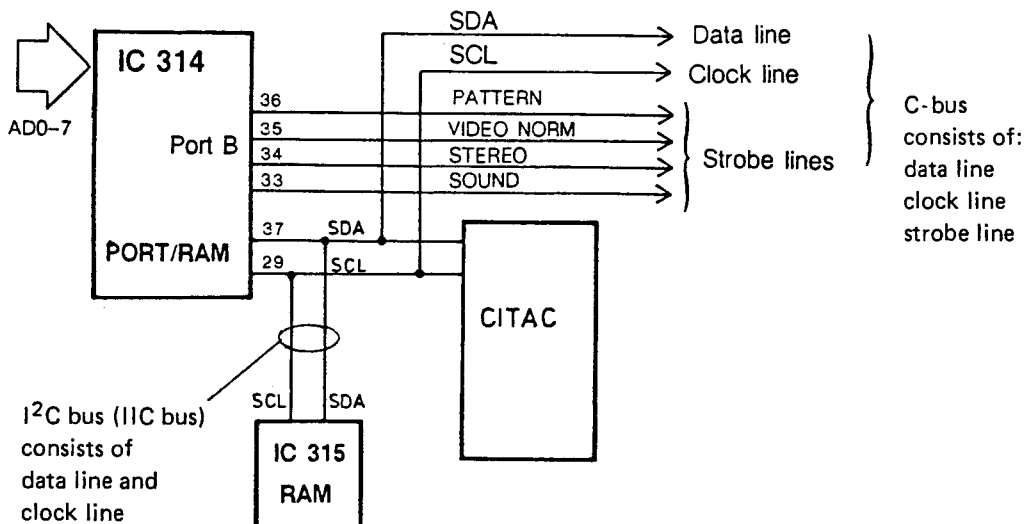 SDA
Data line
SCL
Clock line
IC 314
AD0-7
36
PATTERN
35
VIDEO NORM
Port B
34
STEREO
33
SOUND
Strobe lines
C-bus
consists of:
data line
clock line
strobe line
37
SDA
PORT/RAM
29
SCL
CITAC
I²C bus (IIC bus)
consists of
data line and
clock line
SCL
SDA
IC 315
RAM